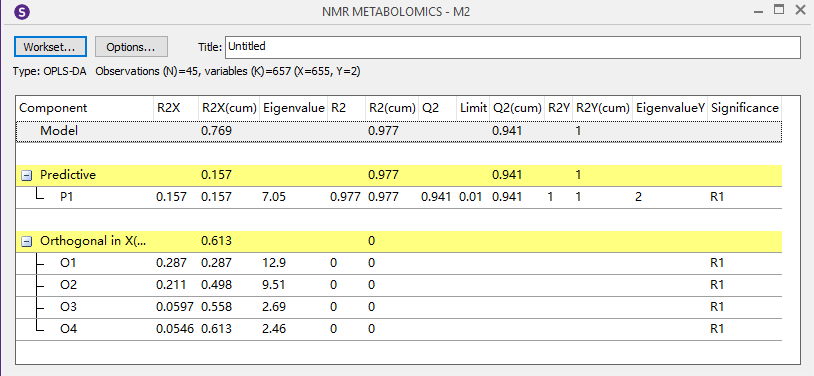 S
NMR METABOLOMICS - M2
Workset... Options... Title: Untitled
Type: OPLS-DA Observations (N)=45, variables (K)=657 (X=655, Y=2)
Component R2X R2X(cum) Eigenvalue R2 R2(cum) Q2 Limit Q2(cum) R2Y R2Y(cum) EigenvalueY Significance
Model 0.769 0.977 0.941 1
Predictive 0.157 0.977 0.941 1
P1 0.157 0.157 7.05 0.977 0.977 0.941 0.01 0.941 1 1 2 R1
Orthogonal in X(... 0.613 0
O1 0.287 0.287 12.9 0 0 R1
O2 0.211 0.498 9.51 0 0 R1
O3 0.0597 0.558 2.69 0 0 R1
O4 0.0546 0.613 2.46 0 0 R1